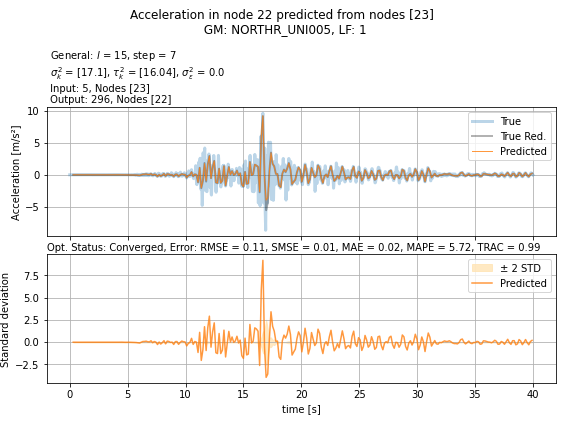 Acceleration in node 22 predicted from nodes [23]
GM: NORTHR_UNI005, LF: 1
General: l = 15, step = 7
σ²ₖ = [17.1], τ²ₖ = [16.04], σ²ε = 0.0
Input: 5, Nodes [23]
Output: 296, Nodes [22]
10
5
0
−5
Acceleration [m/s²]
True
True Red.
Predicted
Opt. Status: Converged, Error: RMSE = 0.11, SMSE = 0.01, MAE = 0.02, MAPE = 5.72, TRAC = 0.99
7.5
5.0
2.5
0.0
−2.5
Standard deviation
± 2 STD
Predicted
0 5 10 15 20 25 30 35 40
time [s]